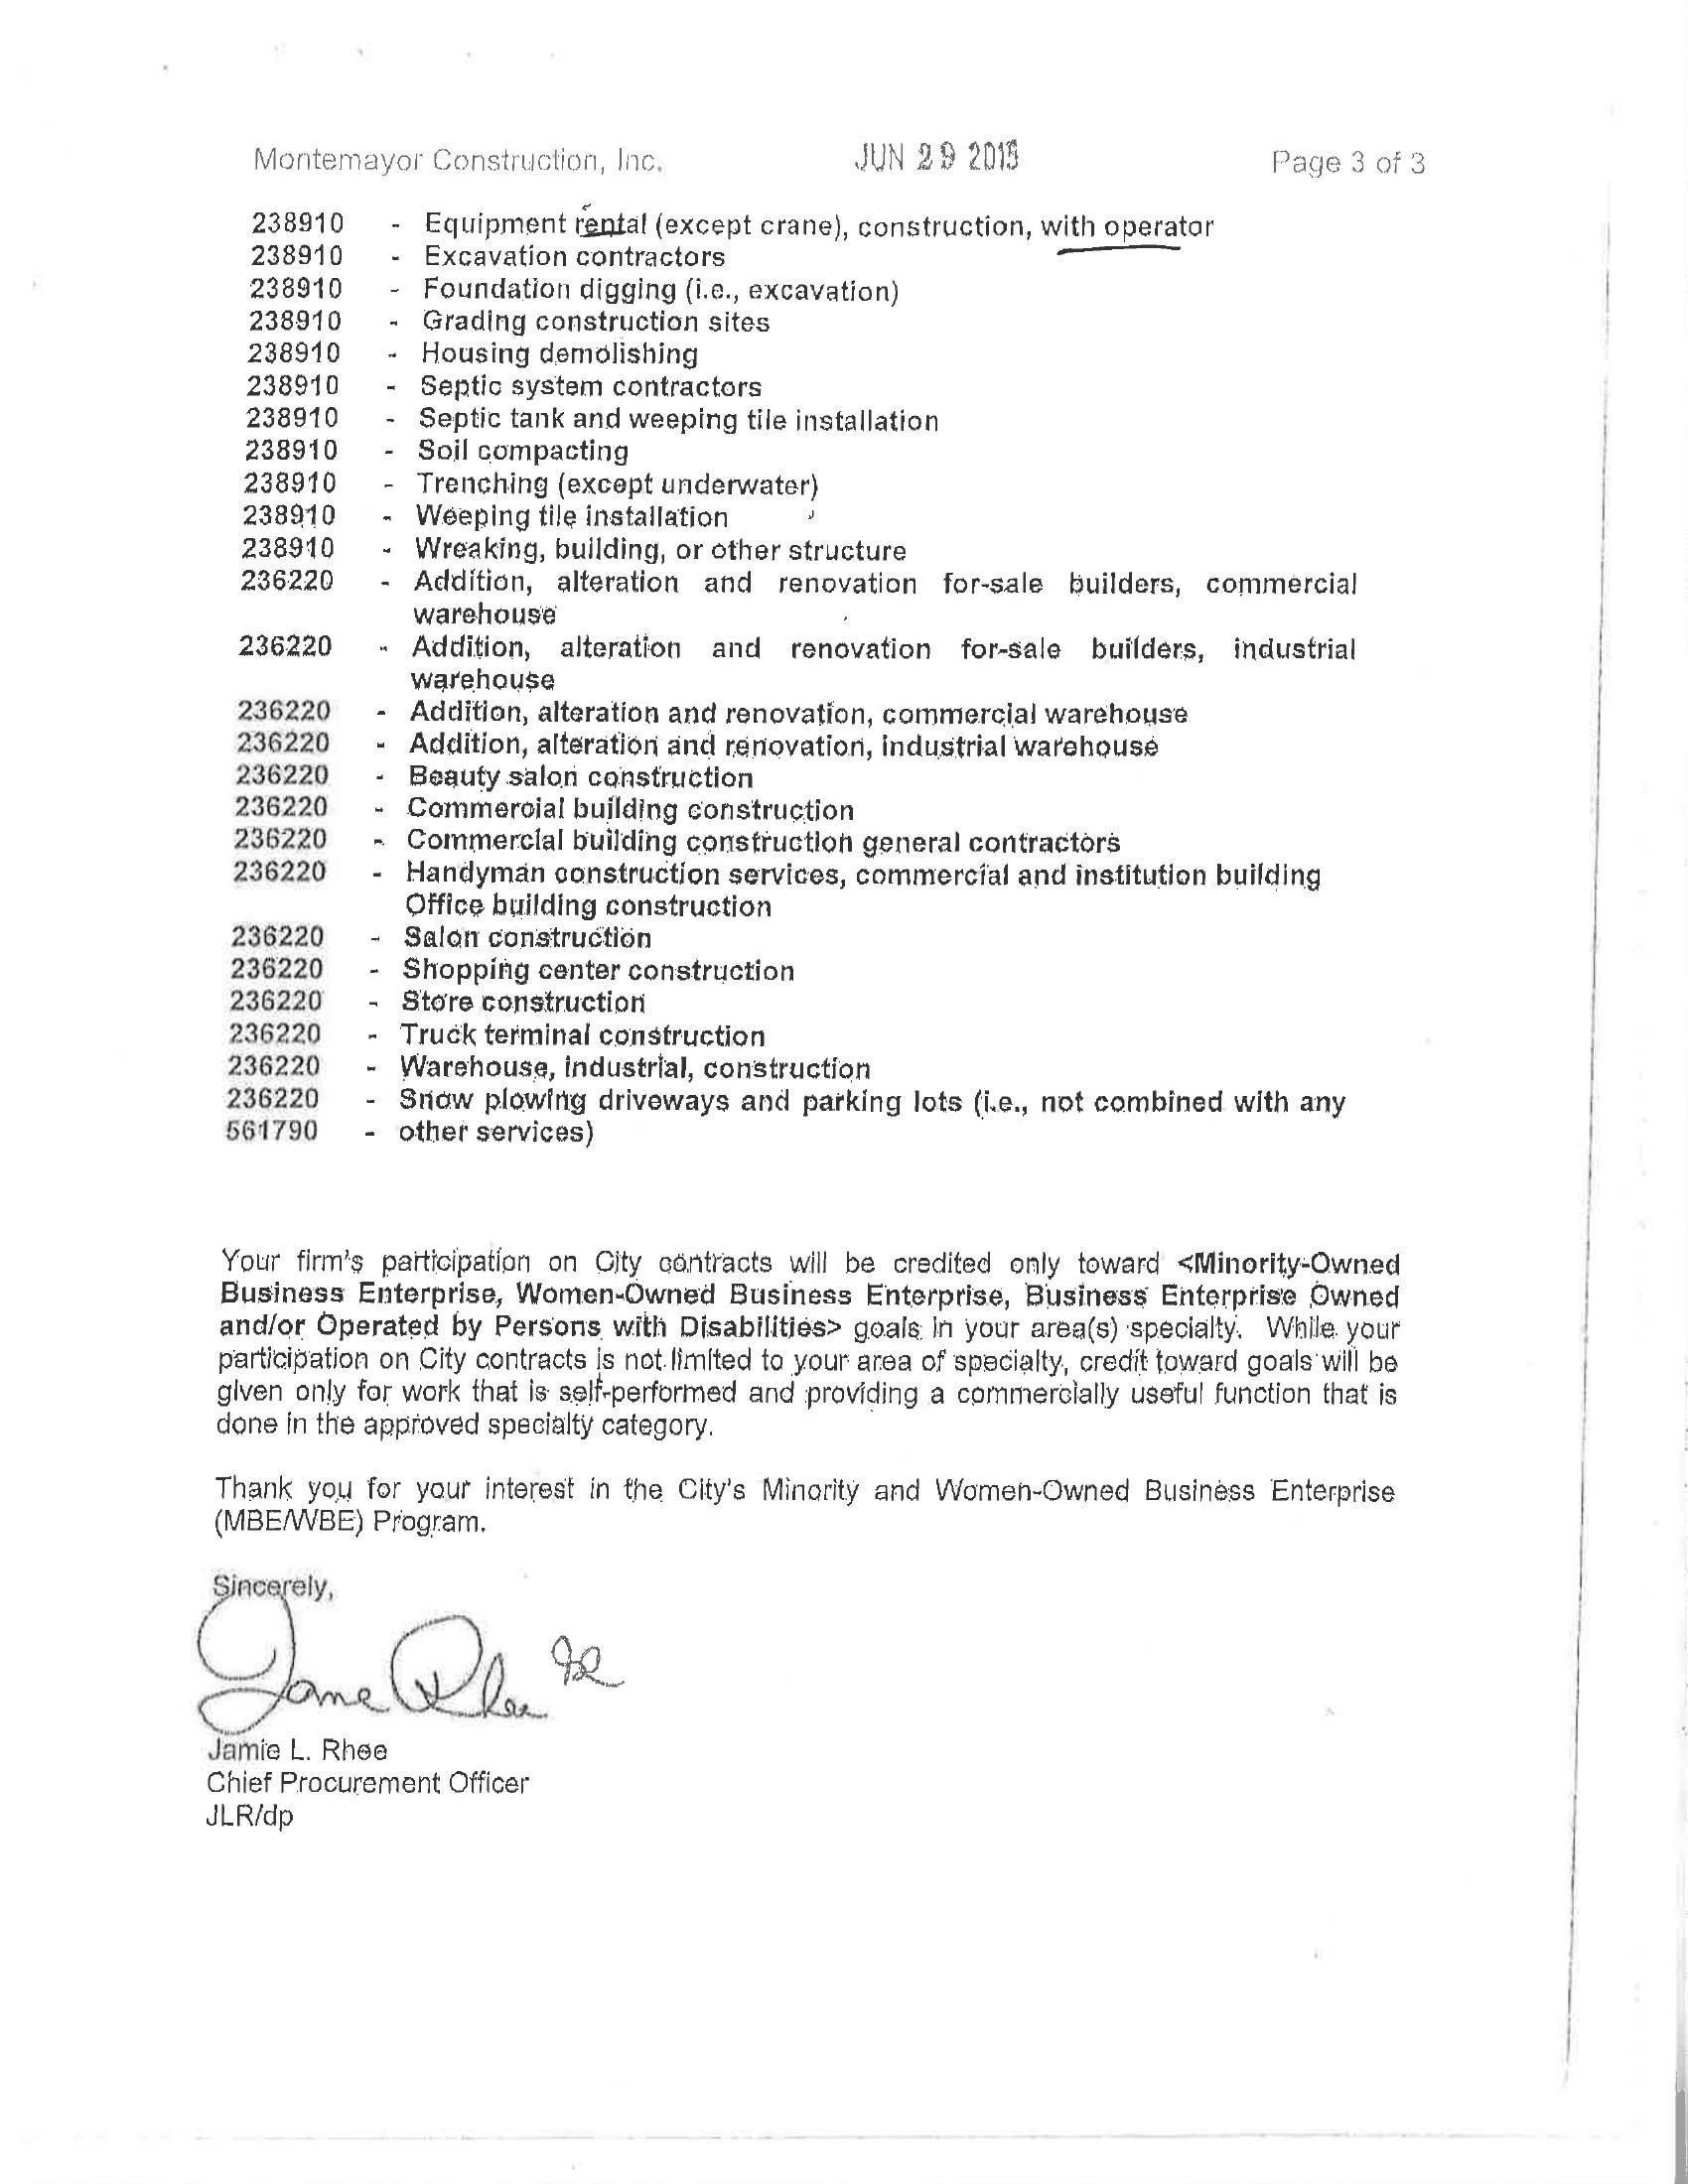 Montemayor Construction, Inc. JUN 29 2015 Page 3 of 3
238910 - Equipment rental (except crane), construction, with operator
238910 - Excavation contractors
238910 - Foundation digging (i.e., excavation)
238910 - Grading construction sites
238910 - Housing demolishing
238910 - Septic system contractors
238910 - Septic tank and weeping tile installation
238910 - Soil compacting
238910 - Trenching (except underwater)
238910 - Weeping tile installation
238910 - Wreaking, building, or other structure
236220 - Addition, alteration and renovation for-sale builders, commercial
warehouse
236220 - Addition, alteration and renovation for-sale builders, industrial
warehouse
236220 - Addition, alteration and renovation, commercial warehouse
236220 - Addition, alteration and renovation, industrial warehouse
236220 - Beauty salon construction
236220 - Commercial building construction
236220 - Commercial building construction general contractors
236220 - Handyman construction services, commercial and institution building
Office building construction
236220 - Salon construction
236220 - Shopping center construction
236220 - Store construction
236220 - Truck terminal construction
236220 - Warehouse, industrial, construction
236220 - Snow plowing driveways and parking lots (i.e., not combined with any
561790 - other services)
Your firm's participation on City contracts will be credited only toward <Minority-Owned
Business Enterprise, Women-Owned Business Enterprise, Business Enterprise Owned
and/or Operated by Persons with Disabilities> goals in your area(s) specialty. While your
participation on City contracts is not limited to your area of specialty, credit toward goals will be
given only for work that is self-performed and providing a commercially useful function that is
done in the approved specialty category.
Thank you for your interest in the City's Minority and Women-Owned Business Enterprise
(MBE/WBE) Program.
Sincerely,
Jamie L. Rhee
Chief Procurement Officer
JLR/dp